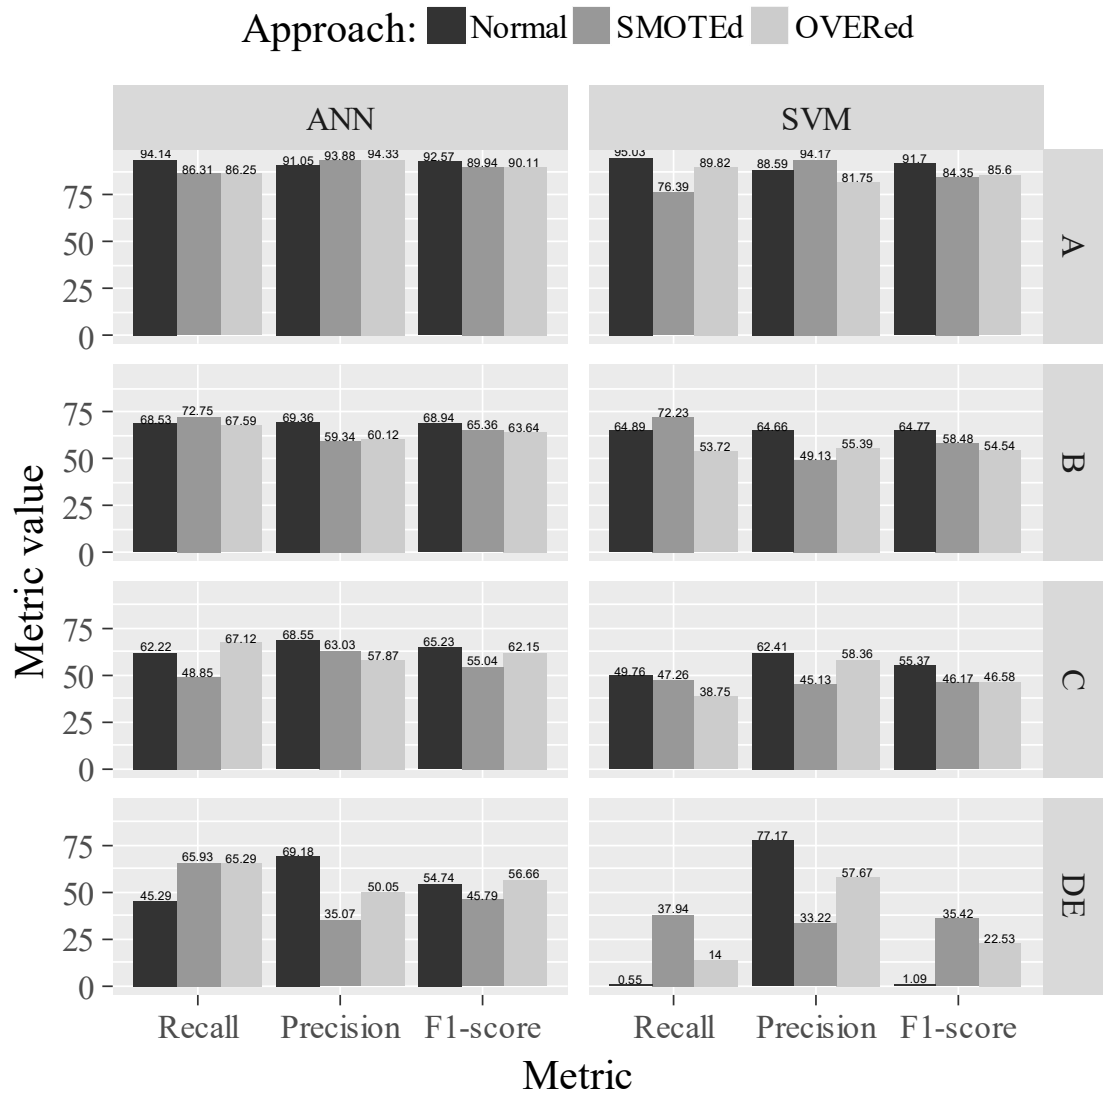 Approach: Normal SMOTEd OVERed
ANN SVM
94.14 86.31 86.25 91.05 93.88 94.33 92.57 89.94 90.11 95.03 76.39 89.82 88.59 94.17 81.75 91.7 84.35 85.6
75
50
25
0
A
68.53 72.75 67.59 69.36 59.34 60.12 68.94 65.36 63.64 64.89 72.23 53.72 64.66 49.13 55.39 64.77 58.48 54.54
75
50
25
0
B
62.22 48.85 67.12 68.55 63.03 57.87 65.23 55.04 62.15 49.76 47.26 38.75 62.41 45.13 58.36 55.37 46.17 46.58
75
50
25
0
C
45.29 65.93 65.29 69.18 35.07 50.05 54.74 45.79 56.66 0.55 37.94 14 77.17 33.22 57.67 1.09 35.42 22.53
75
50
25
0
DE
Metric value
Recall Precision F1-score Recall Precision F1-score
Metric